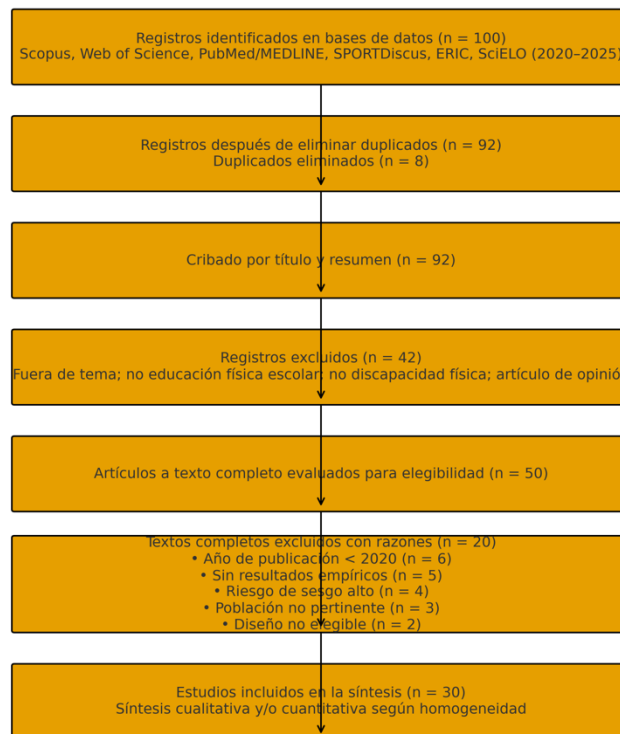 Registros identificados en bases de datos (n = 100)
Scopus, Web of Science, PubMed/MEDLINE, SPORTDiscus, ERIC, SciELO (2020–2025)
Registros después de eliminar duplicados (n = 92)
Duplicados eliminados (n = 8)
Cribado por título y resumen (n = 92)
Registros excluidos (n = 42)
Fuera de tema; no educación física escolar; no discapacidad física; artículo de opinió
Artículos a texto completo evaluados para elegibilidad (n = 50)
Textos completos excluidos con razones (n = 20)
• Año de publicación < 2020 (n = 6)
• Sin resultados empíricos (n = 5)
• Riesgo de sesgo alto (n = 4)
• Población no pertinente (n = 3)
• Diseño no elegible (n = 2)
Estudios incluidos en la síntesis (n = 30)
Síntesis cualitativa y/o cuantitativa según homogeneidad